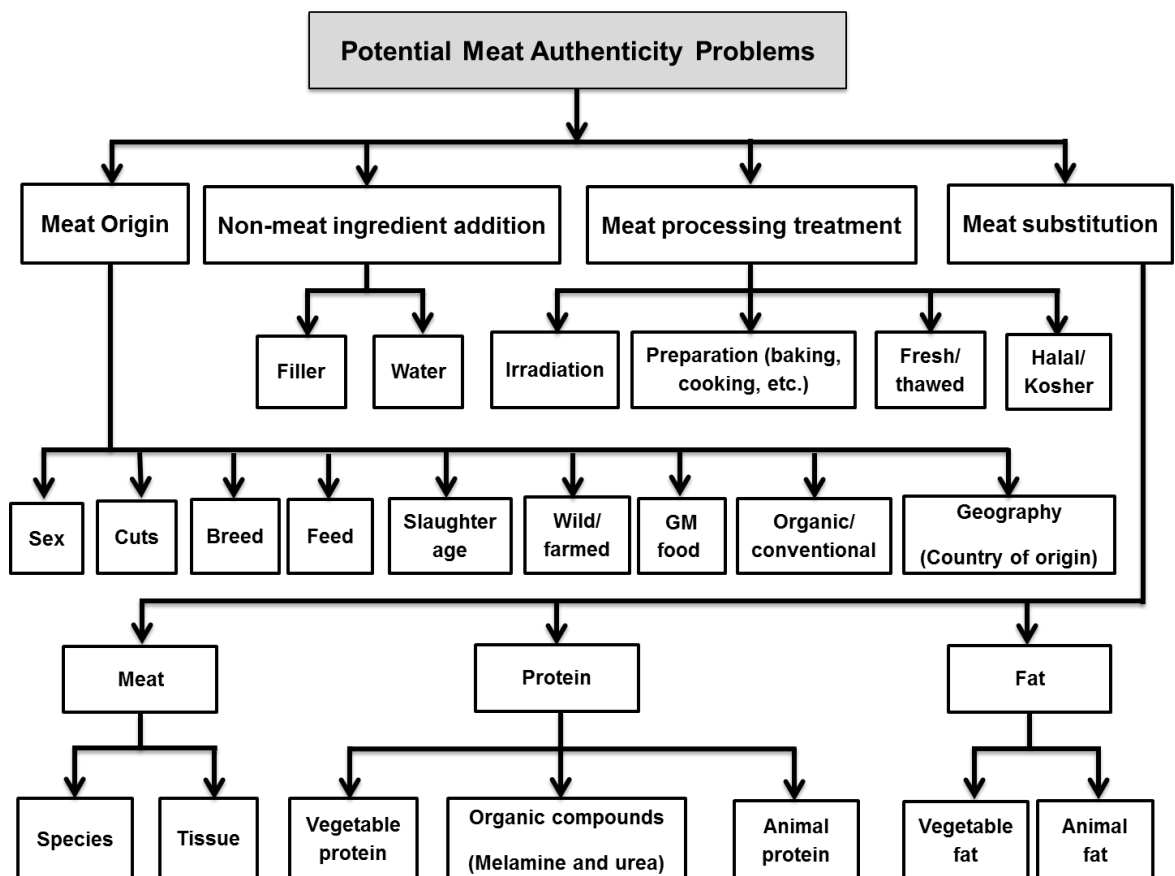 Potential Meat Authenticity Problems
Meat Origin
Non-meat ingredient addition
Meat processing treatment
Meat substitution
Filler
Water
Irradiation
Preparation (baking,
cooking, etc.)
Fresh/
thawed
Halal/
Kosher
Sex
Cuts
Breed
Feed
Slaughter
age
Wild/
farmed
GM
food
Organic/
conventional
Geography
(Country of origin)
Meat
Protein
Fat
Species
Tissue
Vegetable
protein
Organic compounds
(Melamine and urea)
Animal
protein
Vegetable
fat
Animal
fat